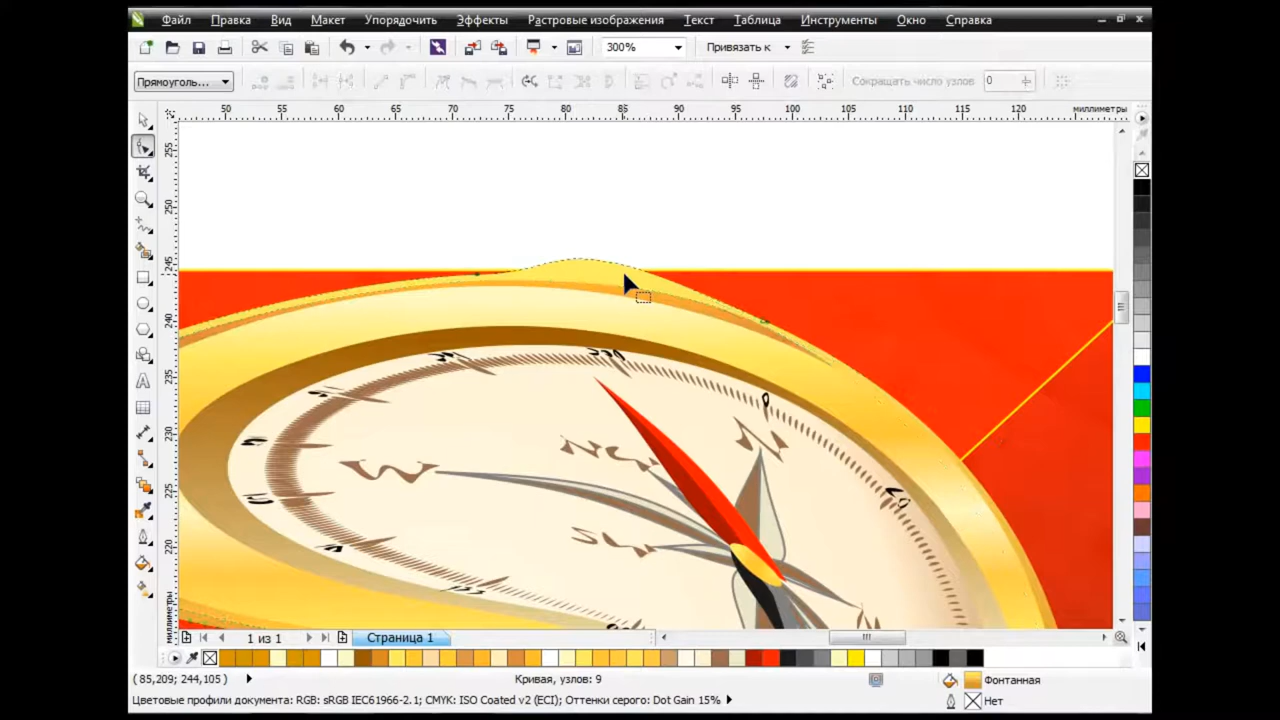 Файл Правка Вид Макет Упорядочить Эффекты Растровые изображения Текст Таблица Инструменты Окно Справка
300% Привязать к
Прямоуголь... Сокращать число узлов 0
50 55 60 65 70 75 80 85 90 95 100 105 110 115 120 миллиметры
255
250
245
240
235
230
225
220
миллиметры
W
N
1 из 1 Страница 1
( 85,209; 244,105 ) Кривая, узлов: 9 Фонтанная
Цветовые профили документа: RGB: sRGB IEC61966-2.1; CMYK: ISO Coated v2 (ECI); Оттенки серого: Dot Gain 15% Нет